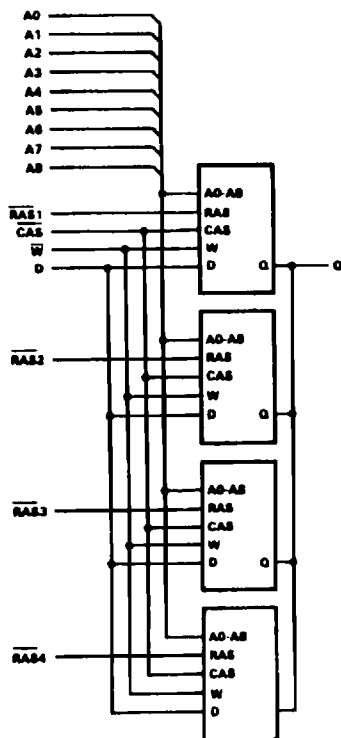 A0
A1
A2
A3
A4
A5
A6
A7
A8
RAS1
CAS
W
D
A0-A8
RAS
CAS
W
D
Q
Q
RAS2
A0-A8
RAS
CAS
W
D
Q
RAS3
A0-A8
RAS
CAS
W
D
Q
RAS4
A0-A8
RAS
CAS
W
D